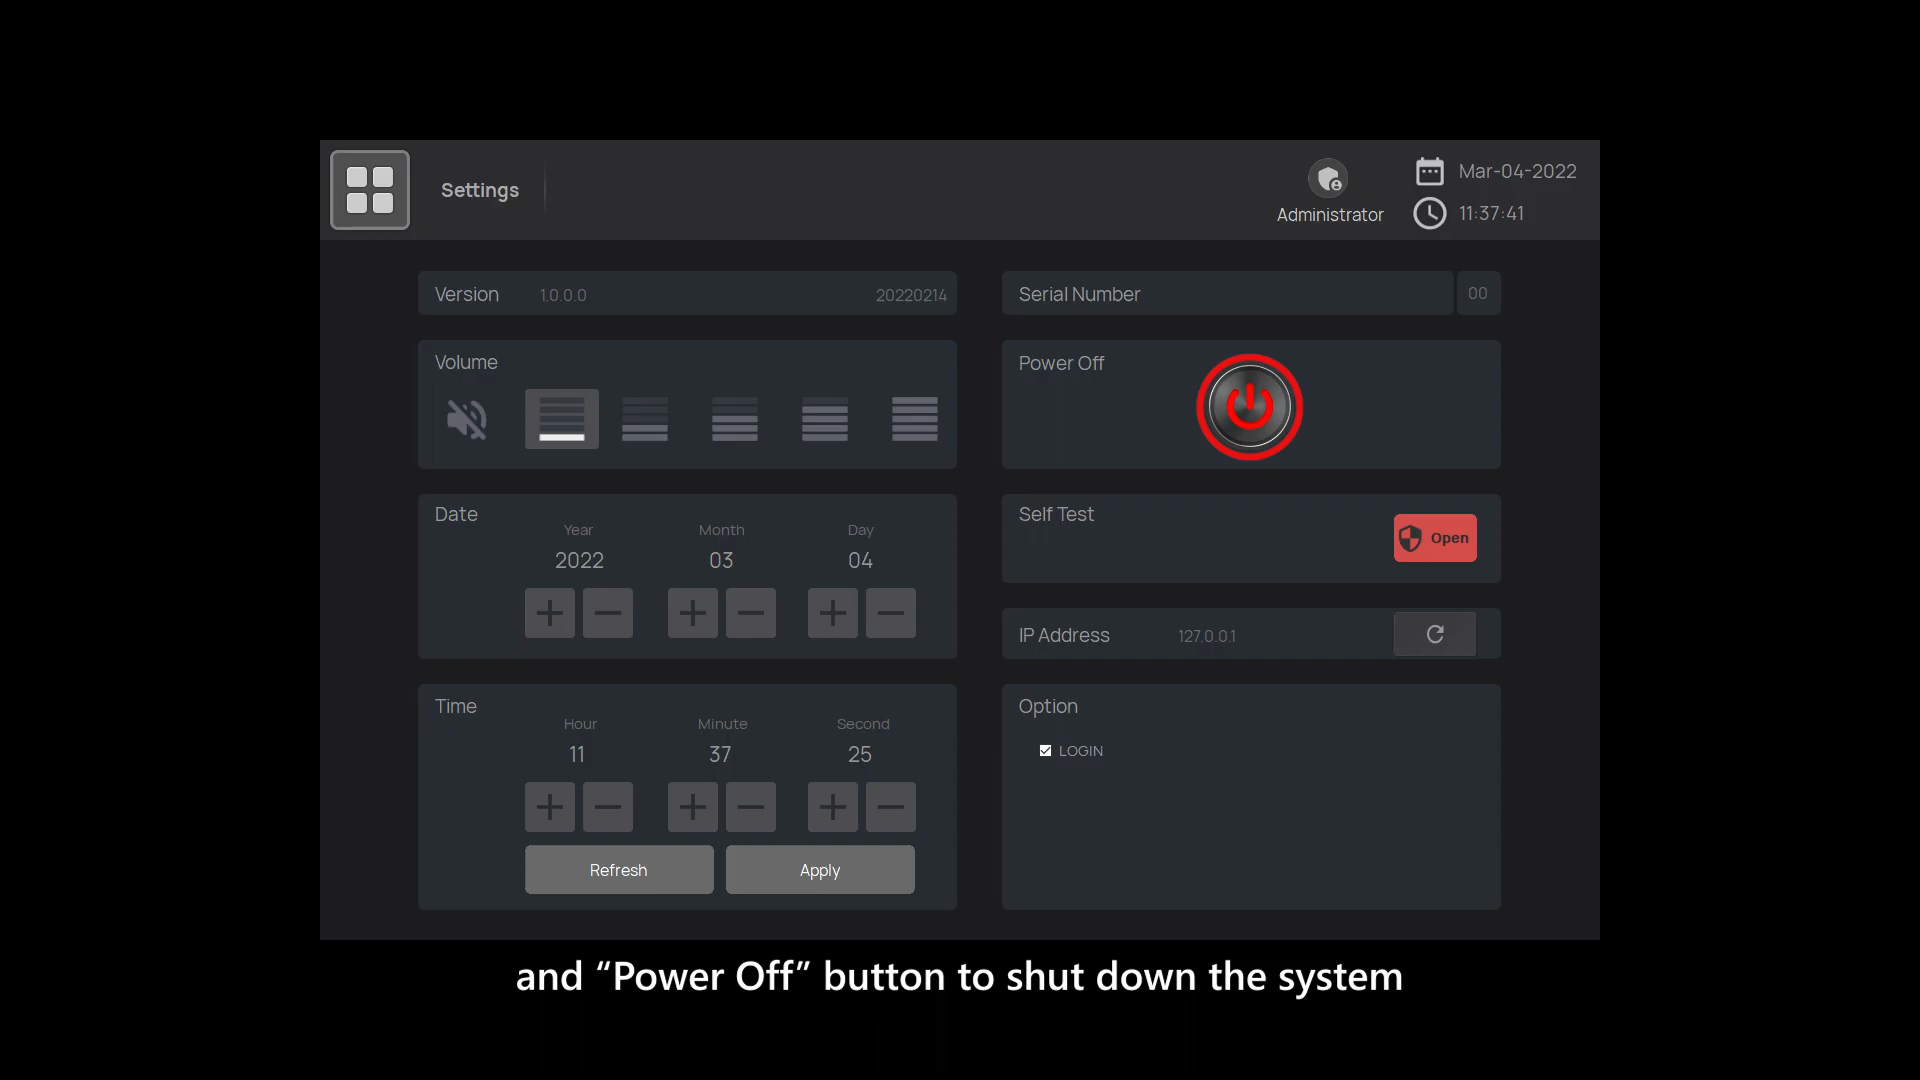 Settings
Administrator
Mar-04-2022
11:37:41
Version 1.0.0.0 20220214
Serial Number 00
Volume
Power Off
Date
Year Month Day
2022 03 04
Self Test
Open
IP Address 127.0.0.1
Time
Hour Minute Second
11 37 25
Refresh Apply
Option
LOGIN
and “Power Off” button to shut down the system